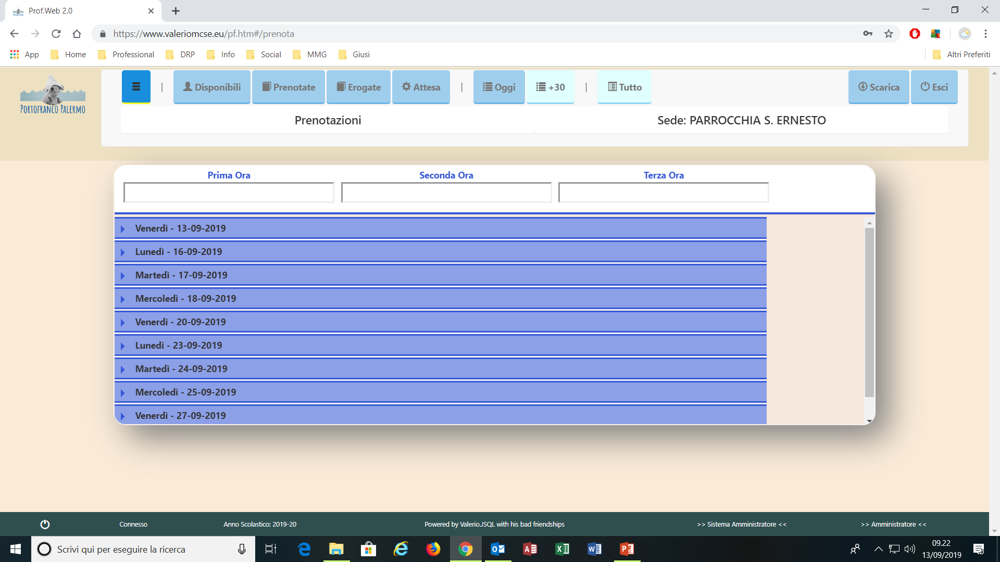 Prof.Web 2.0
https://www.valeriomcse.eu/pf.htm#/prenota
App Home Professional DRP Info Social MMG Giusi Altri Preferiti
PORTOFRANCO PALERMO
| Disponibili Prenotate Erogate Attesa | Oggi +30 | Tutto Scarica Esci
Prenotazioni Sede: PARROCCHIA S. ERNESTO
Prima Ora Seconda Ora Terza Ora
Venerdì - 13-09-2019
Lunedì - 16-09-2019
Martedì - 17-09-2019
Mercoledì - 18-09-2019
Venerdì - 20-09-2019
Lunedì - 23-09-2019
Martedì - 24-09-2019
Mercoledì - 25-09-2019
Venerdì - 27-09-2019
Connesso Anno Scolastico: 2019-20 Powered by ValerioJSQL with his bad friendships >> Sistema Amministratore << >> Amministratore <<
Scrivi qui per eseguire la ricerca
09.22
13/09/2019